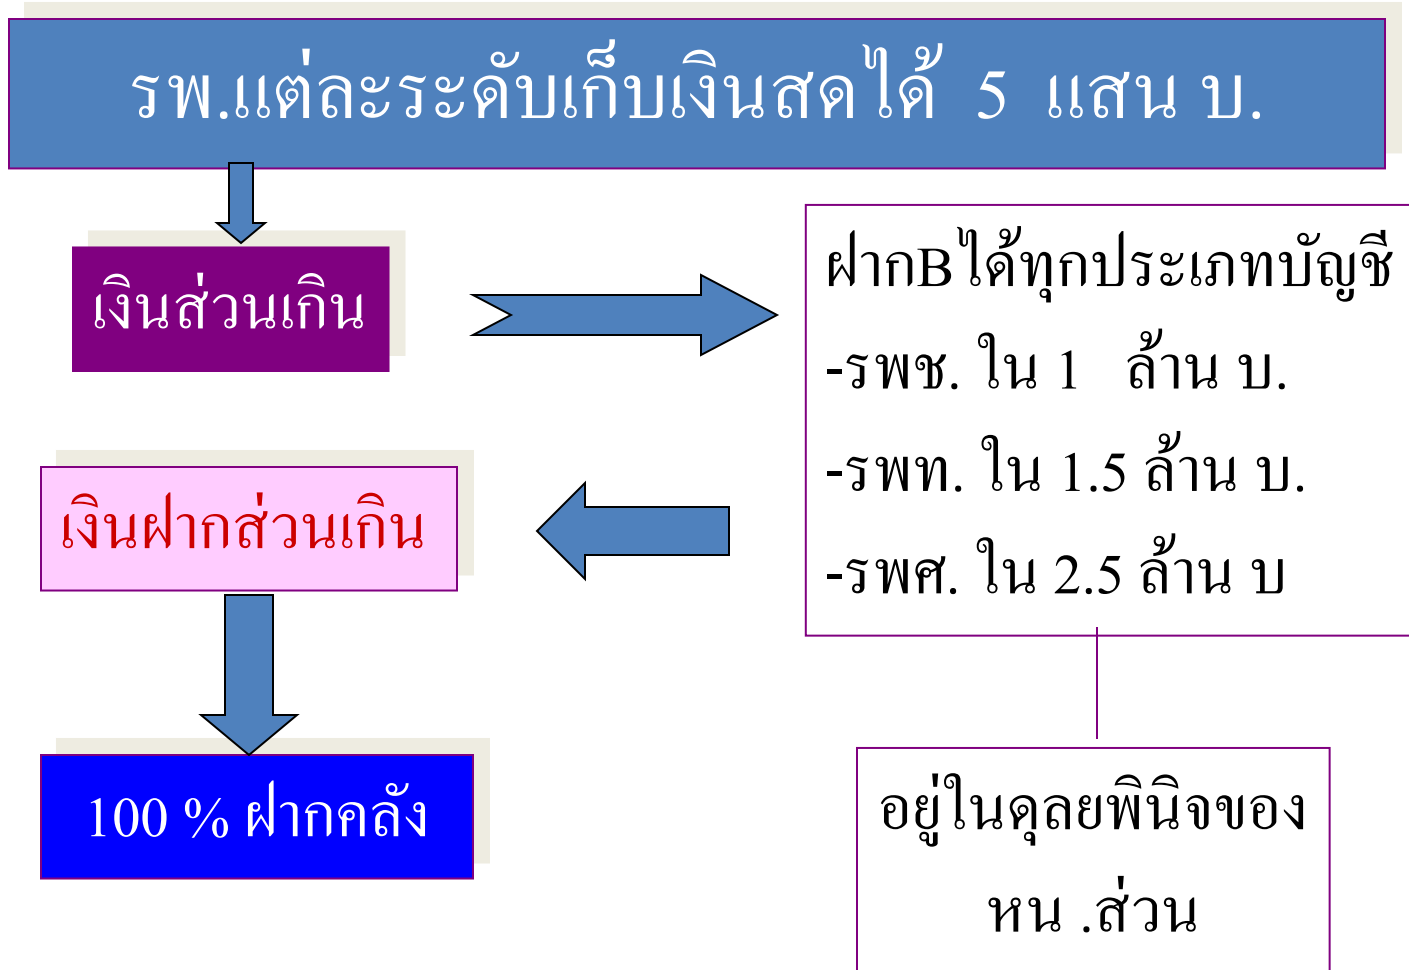 รพ.แต่ละระดับเก็บเงินสดได้ 5 แสน บ.
เงินส่วนเกิน
ฝากBได้ทุกประเภทบัญชี
-รพช. ใน 1 ล้าน บ.
-รพท. ใน 1.5 ล้าน บ.
-รพศ. ใน 2.5 ล้าน บ
เงินฝากส่วนเกิน
100 % ฝากคลัง
อยู่ในดุลยพินิจของ
หน .ส่วน